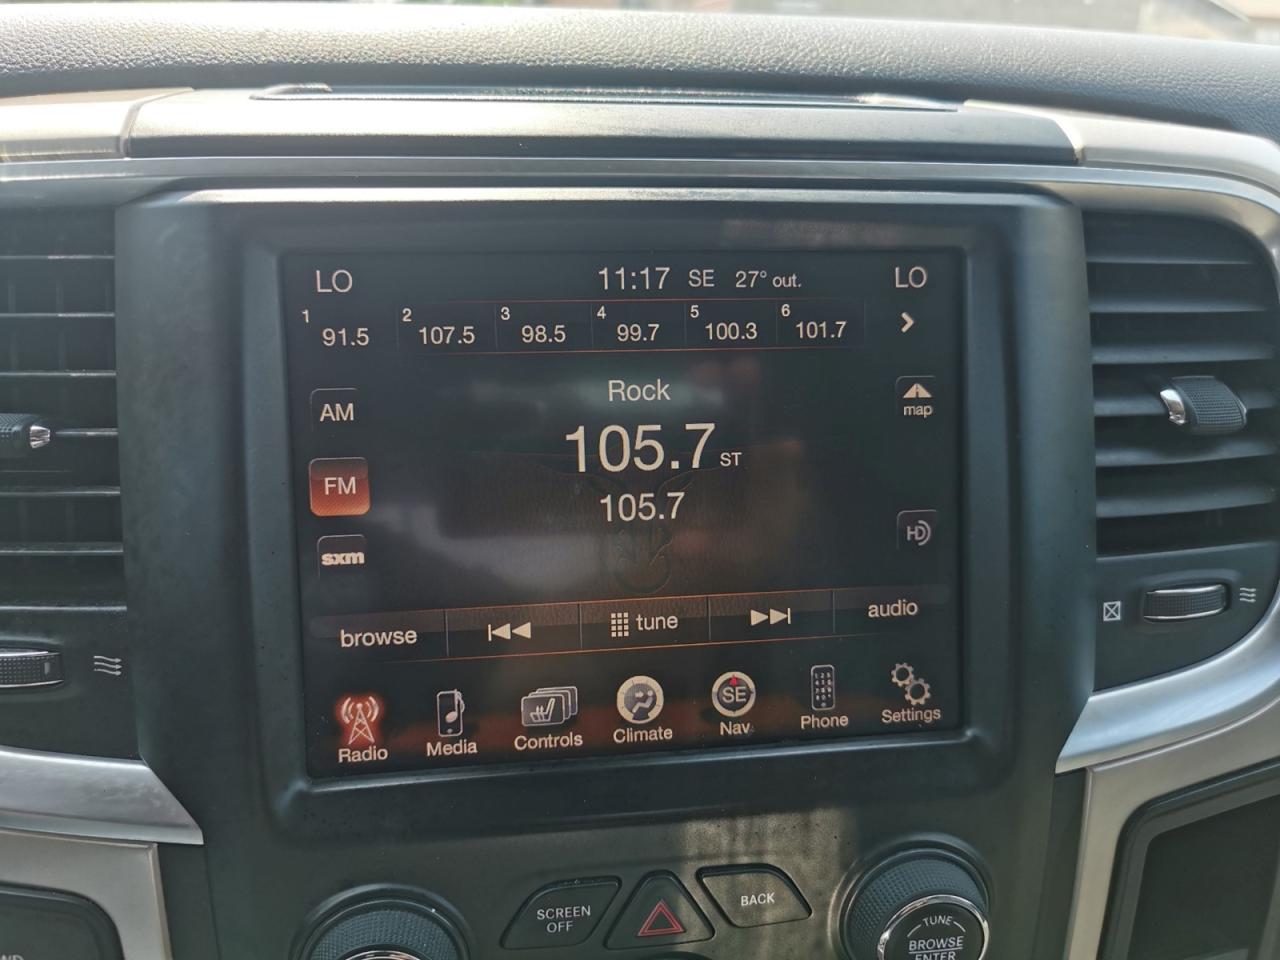 LO 11:17 SE 27° out. LO
1 91.5 2 107.5 3 98.5 4 99.7 5 100.3 6 101.7
Rock
AM
map
105.7 ST
FM
105.7
HD
sxm
browse tune audio
Radio Media Controls Climate SE Nav Phone Settings
SCREEN OFF
BACK
TUNE
BROWSE
ENTER